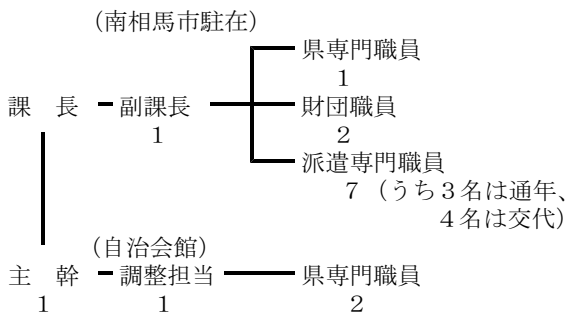 (南相馬市駐在)
県専門職員
1
課 長 副課長 財団職員
1 2
派遣専門職員
7 (うち3名は通年、
4名は交代)
(自治会館)
主 幹 調整担当 県専門職員
1 1 2